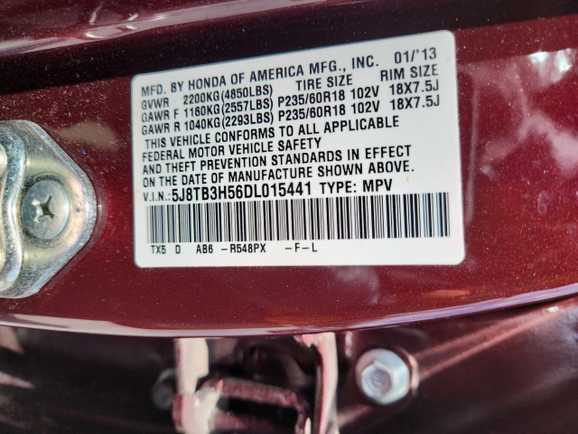 MFD. BY HONDA OF AMERICA MFG., INC. 01/'13
GVWR 2200KG(4850LBS) TIRE SIZE RIM SIZE
GAWR F 1160KG(2557LBS) P235/60R18 102V 18X7.5J
GAWR R 1040KG(2293LBS) P235/60R18 102V 18X7.5J
THIS VEHICLE CONFORMS TO ALL APPLICABLE
FEDERAL MOTOR VEHICLE SAFETY
AND THEFT PREVENTION STANDARDS IN EFFECT
ON THE DATE OF MANUFACTURE SHOWN ABOVE.
V.I.N.:5J8TB3H56DL015441 TYPE: MPV
TX5 D AB6 -R548PX -F-L